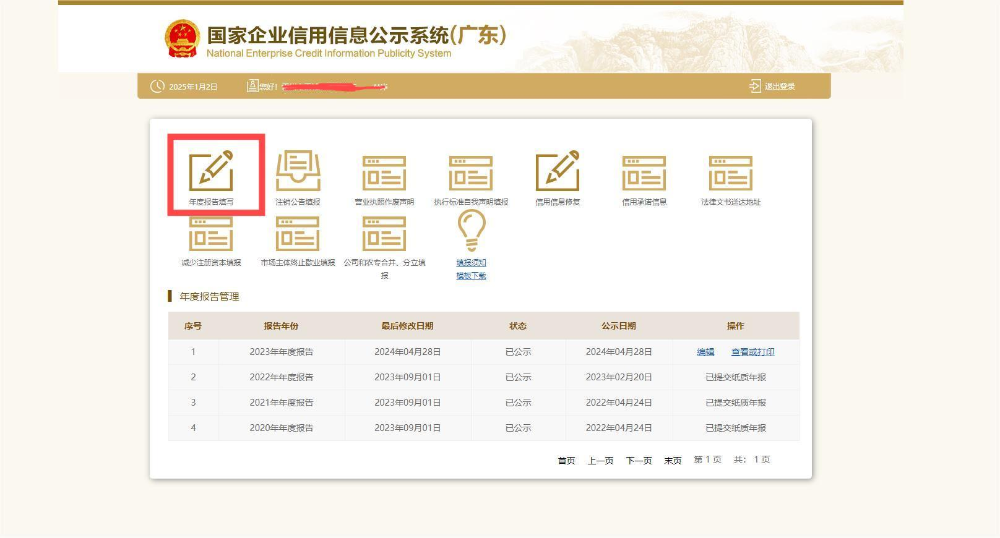 国家企业信用信息公示系统(广东)
National Enterprise Credit Information Publicity System
2025年1月2日
您好!
退出登录
年度报告填写
注销公告填报
营业执照作废声明
执行标准自我声明填报
信用信息修复
信用承诺信息
法律文书送达地址
减少注册资本填报
市场主体终止歇业填报
公司和农专合并、分立填
报
填报须知
模板下载
年度报告管理
序号 报告年份 最后修改日期 状态 公示日期 操作
1 2023年年度报告 2024年04月28日 已公示 2024年04月28日 编辑 查看或打印
2 2022年年度报告 2023年09月01日 已公示 2023年02月20日 已提交纸质年报
3 2021年年度报告 2023年09月01日 已公示 2022年04月24日 已提交纸质年报
4 2020年年度报告 2023年09月01日 已公示 2022年04月24日 已提交纸质年报
首页 上一页 下一页 末页 第 1 页 共: 1 页